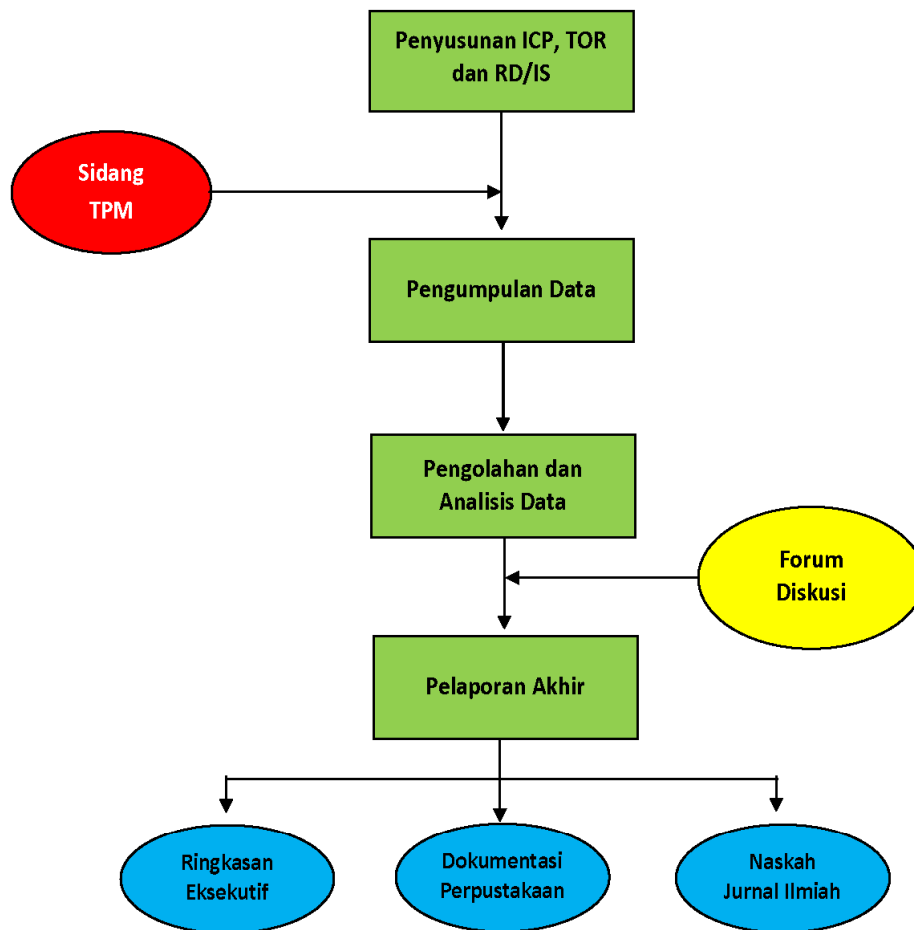 Penyusunan ICP, TOR
dan RD/IS
Sidang
TPM
Pengumpulan Data
Pengolahan dan
Analisis Data
Forum
Diskusi
Pelaporan Akhir
Ringkasan
Eksekutif
Dokumentasi
Perpustakaan
Naskah
Jurnal Ilmiah